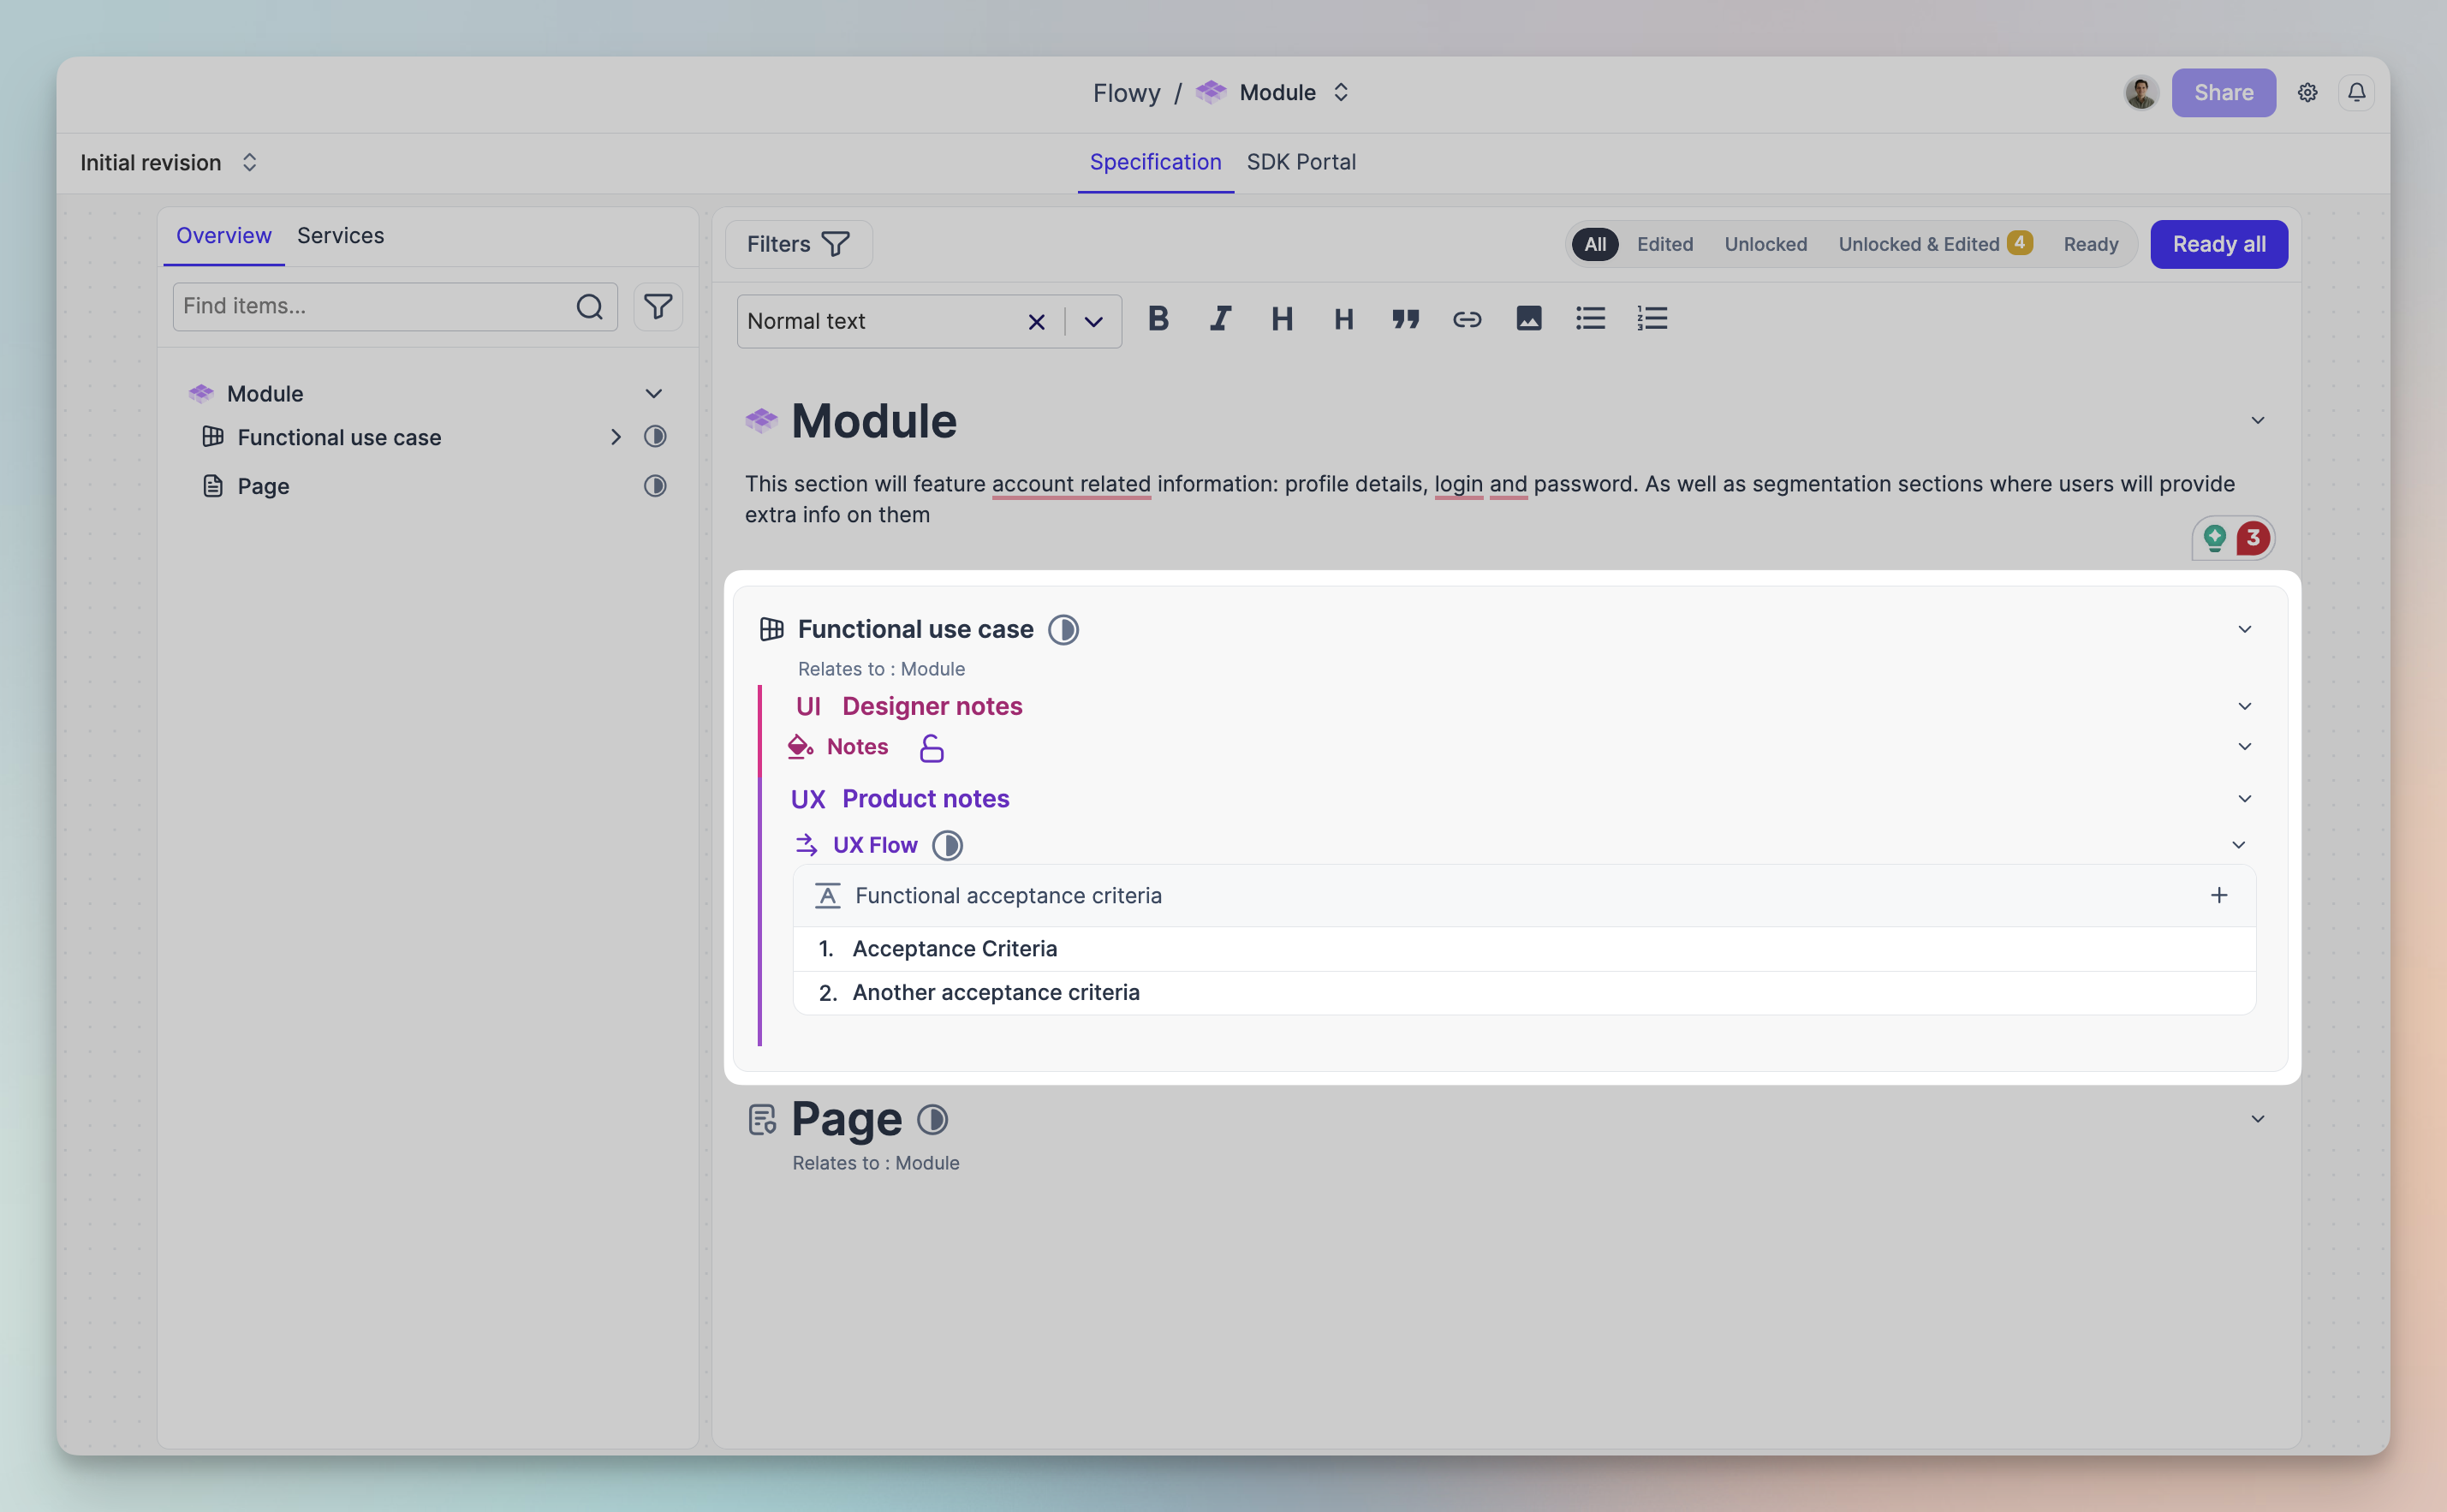 Flowy / Module
Share
Initial revision
Specification SDK Portal
Overview Services
Find items...
Module
Functional use case
Page
Filters
All Edited Unlocked Unlocked & Edited 4 Ready
Ready all
Normal text
B I H H
Module
This section will feature account related information: profile details, login and password. As well as segmentation sections where users will provide
extra info on them
3
Functional use case
Relates to : Module
UI Designer notes
Notes
UX Product notes
UX Flow
A Functional acceptance criteria
1. Acceptance Criteria
2. Another acceptance criteria
Page
Relates to : Module